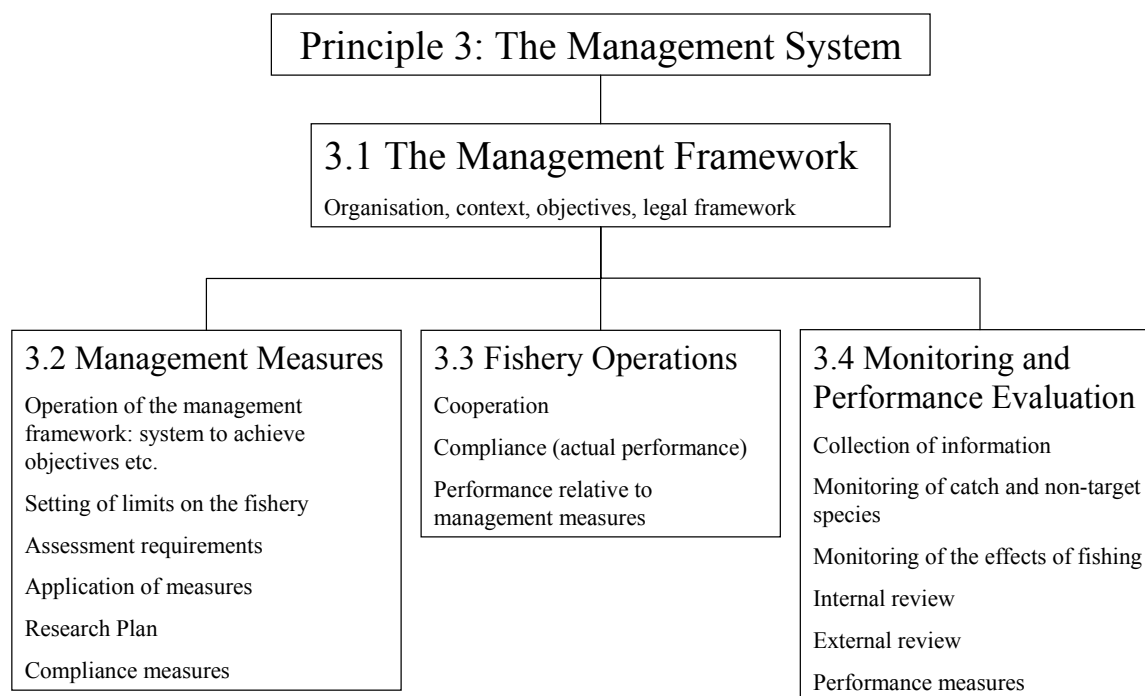 Principle 3: The Management System
3.1 The Management Framework
Organisation, context, objectives, legal framework
3.2 Management Measures
Operation of the management
framework: system to achieve
objectives etc.
Setting of limits on the fishery
Assessment requirements
Application of measures
Research Plan
Compliance measures
3.3 Fishery Operations
Cooperation
Compliance (actual performance)
Performance relative to
management measures
3.4 Monitoring and
Performance Evaluation
Collection of information
Monitoring of catch and non-target
species
Monitoring of the effects of fishing
Internal review
External review
Performance measures